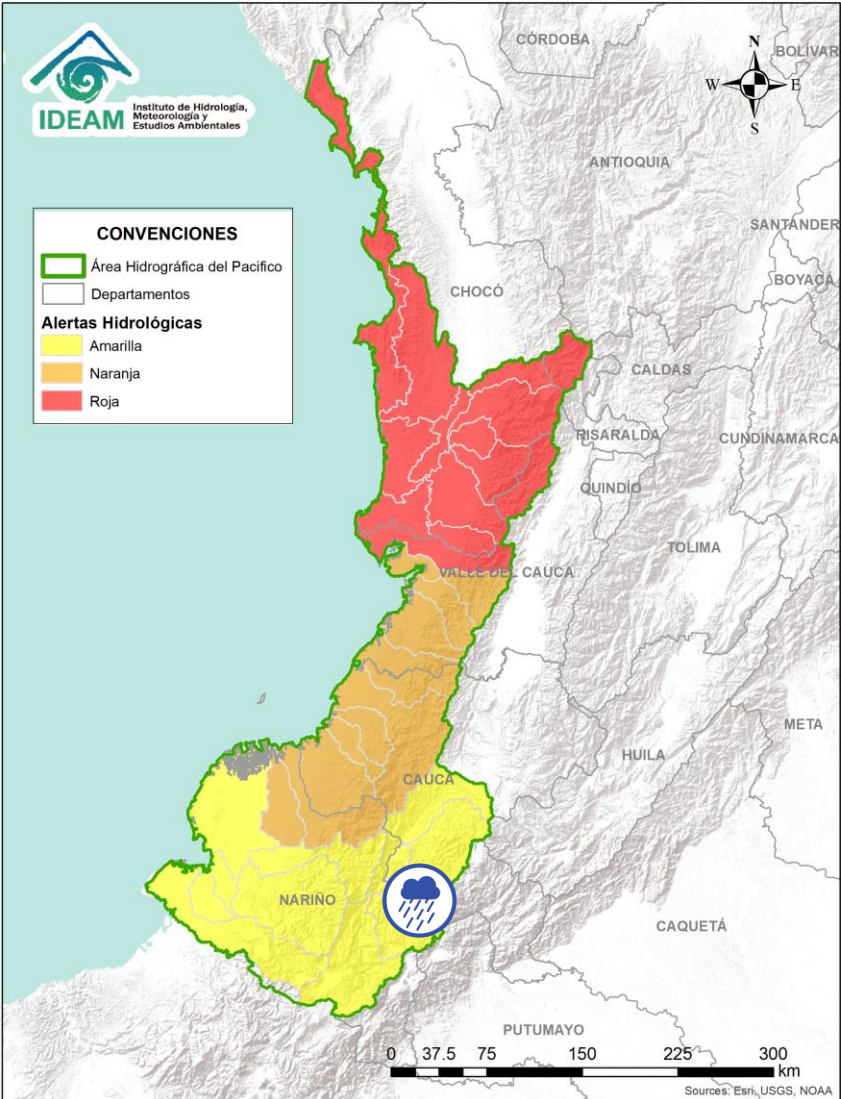 IDEAM
Instituto de Hidrología,
Meteorología y
Estudios Ambientales
N
W
E
S
CÓRDOBA
BOLÍVAR
ANTIOQUIA
SANTANDER
BOYACÁ
CHOCÓ
CALDAS
RISARALDA
CUNDINAMARCA
QUINDÍO
TOLIMA
VALLE DEL CAUCA
META
HUILA
CAUCA
NARIÑO
CAQUETÁ
PUTUMAYO
CONVENCIONES
Área Hidrográfica del Pacifico
Departamentos
Alertas Hidrológicas
Amarilla
Naranja
Roja
0 37.5 75 150 225 300
km
Sources: Esri, USGS, NOAA